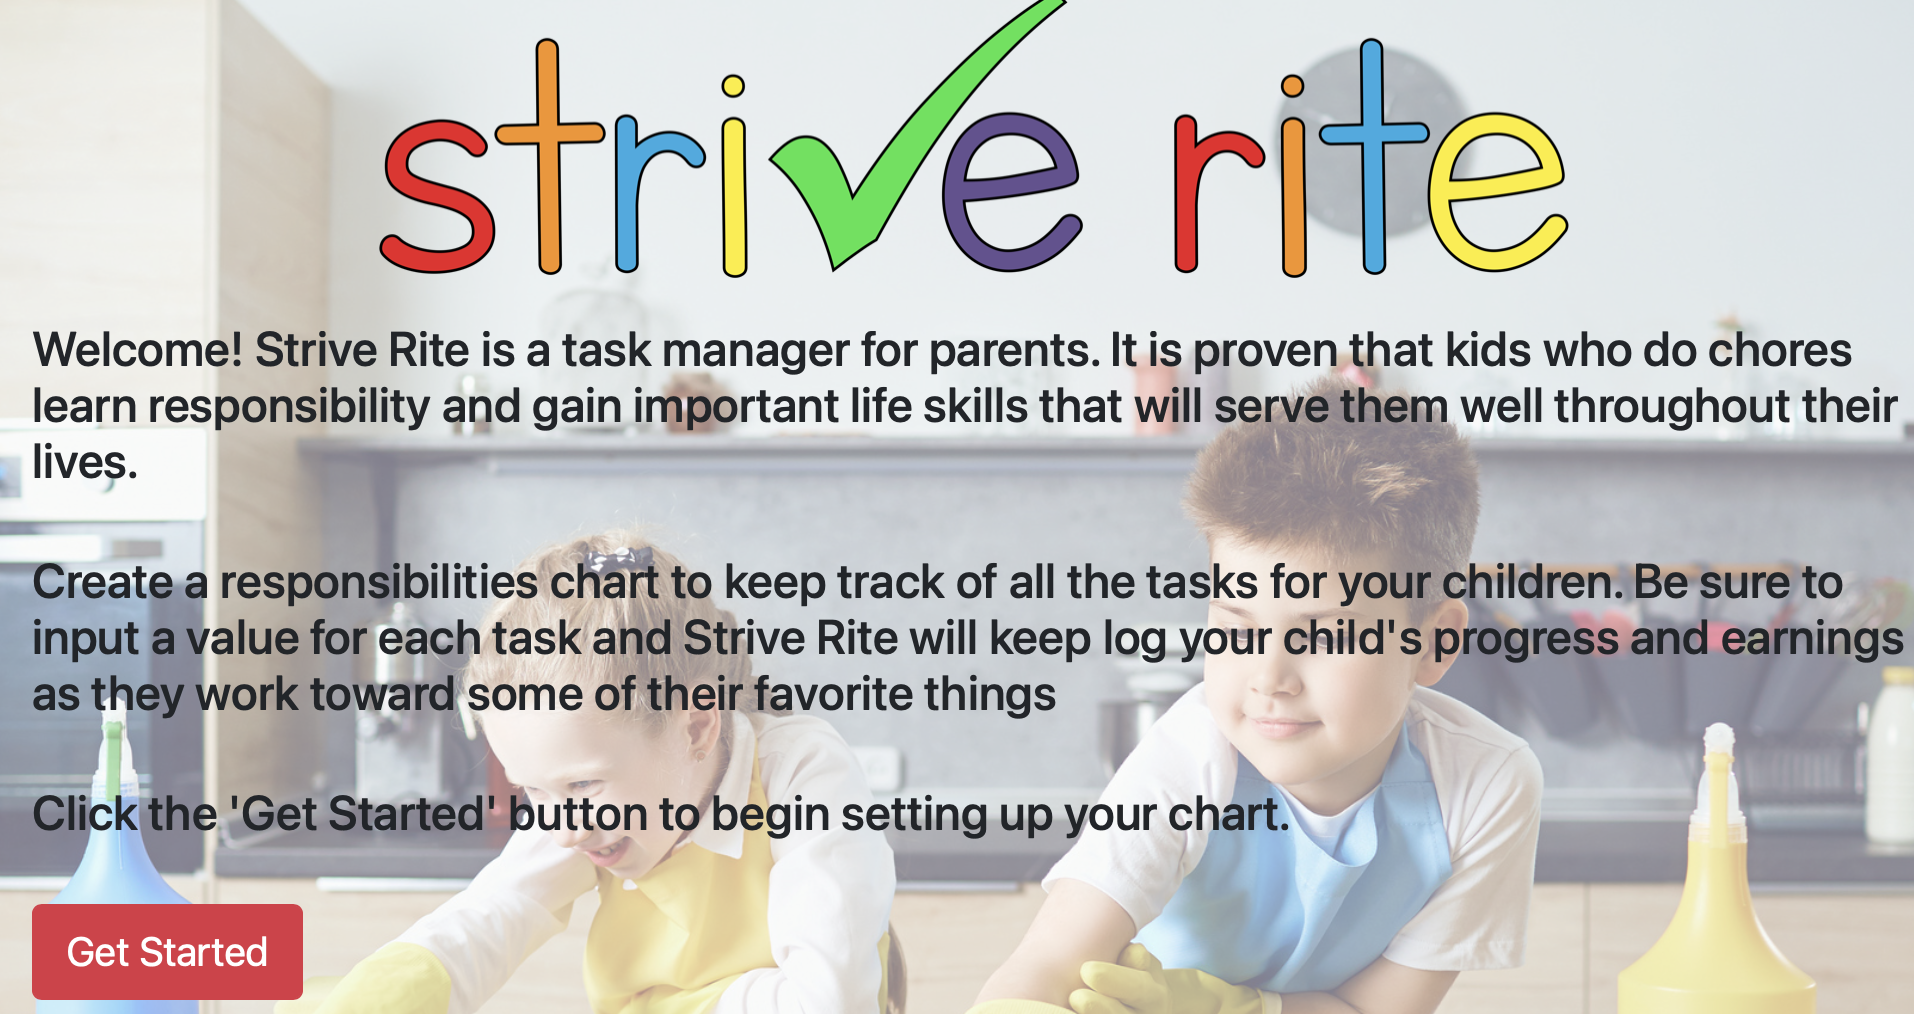 strive rite
Welcome! Strive Rite is a task manager for parents. It is proven that kids who do chores
learn responsibility and gain important life skills that will serve them well throughout their
lives.
Create a responsibilities chart to keep track of all the tasks for your children. Be sure to
input a value for each task and Strive Rite will keep log your child's progress and earnings
as they work toward some of their favorite things
Click the 'Get Started' button to begin setting up your chart.
Get Started